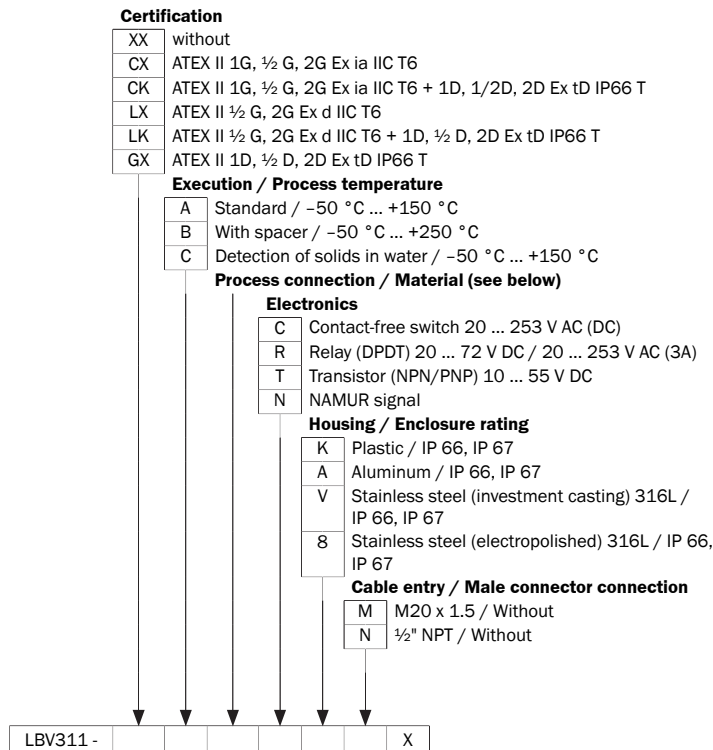 Certification
XX without
CX ATEX II 1G, ½ G, 2G Ex ia IIC T6
CK ATEX II 1G, ½ G, 2G Ex ia IIC T6 + 1D, 1/2D, 2D Ex tD IP66 T
LX ATEX II ½ G, 2G Ex d IIC T6
LK ATEX II ½ G, 2G Ex d IIC T6 + 1D, ½ D, 2D Ex tD IP66 T
GX ATEX II 1D, ½ D, 2D Ex tD IP66 T
Execution / Process temperature
A Standard / –50 °C ... +150 °C
B With spacer / –50 °C ... +250 °C
C Detection of solids in water / –50 °C ... +150 °C
Process connection / Material (see below)
Electronics
C Contact-free switch 20 ... 253 V AC (DC)
R Relay (DPDT) 20 ... 72 V DC / 20 ... 253 V AC (3A)
T Transistor (NPN/PNP) 10 ... 55 V DC
N NAMUR signal
Housing / Enclosure rating
K Plastic / IP 66, IP 67
A Aluminum / IP 66, IP 67
V Stainless steel (investment casting) 316L /
IP 66, IP 67
8 Stainless steel (electropolished) 316L / IP 66,
IP 67
Cable entry / Male connector connection
M M20 x 1.5 / Without
N ½" NPT / Without
LBV311 - X